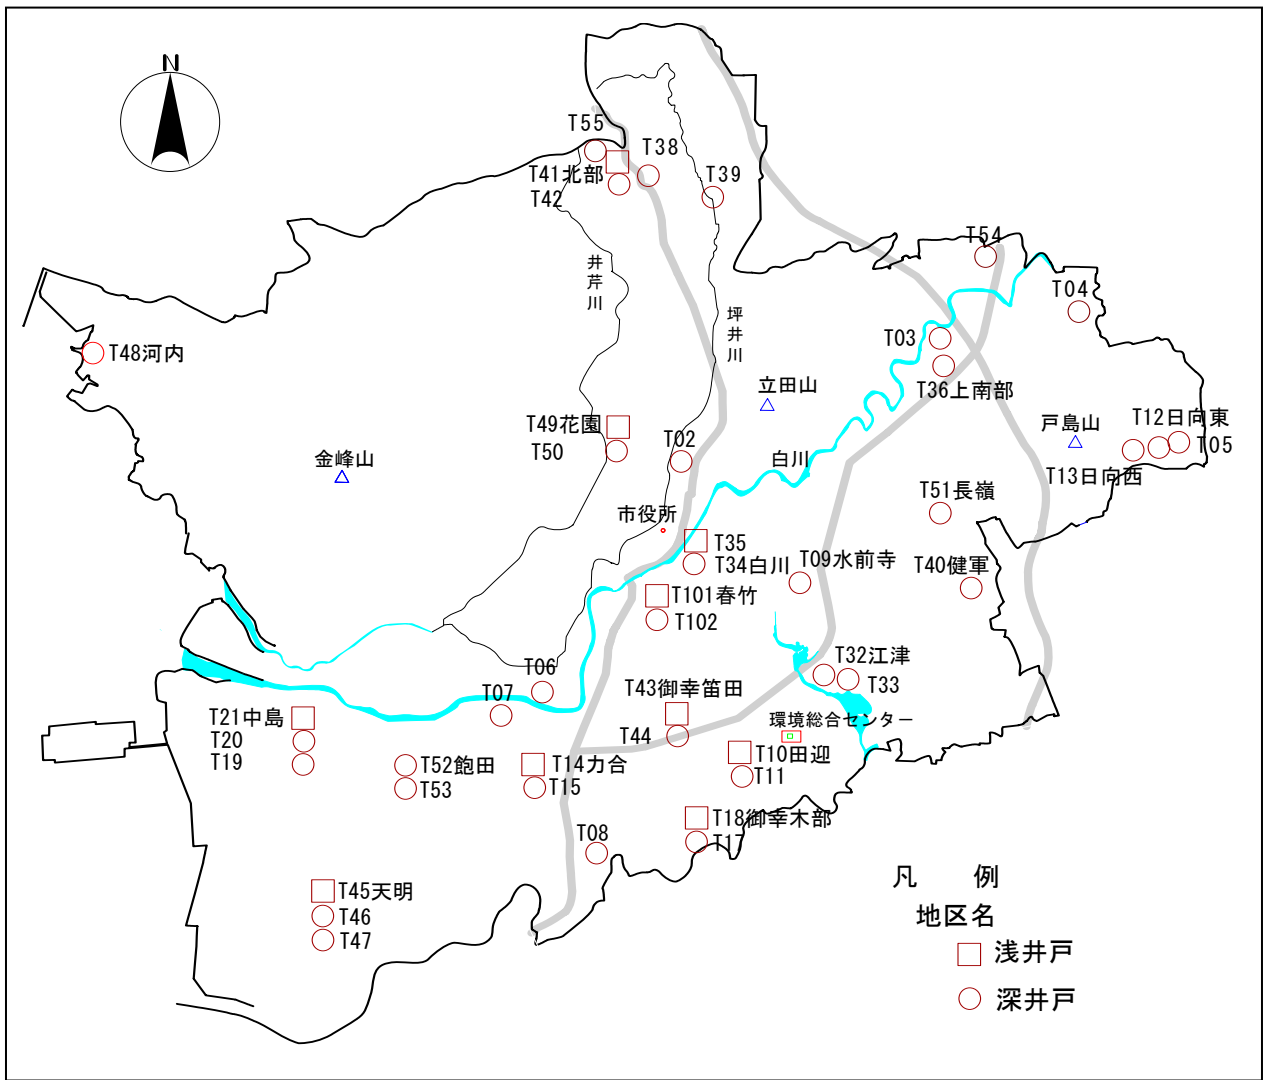 N
T55
T38
T41北部
T42
T39
T54
井芹川
坪井川
T04
T03
T48河内
T36上南部
立田山
T49花園
T50
T02
戸島山
T12日向東
T05
T13日向西
金峰山
白川
T51長嶺
市役所
T35
T34白川
T09水前寺
T40健軍
T101春竹
T102
T06
T07
T32江津
T33
T43御幸笛田
T44
環境総合センター
T21中島
T20
T19
T52飽田
T53
T14力合
T15
T10田迎
T11
T18御幸木部
T17
T08
T45天明
T46
T47
凡 例
地区名
浅井戸
深井戸